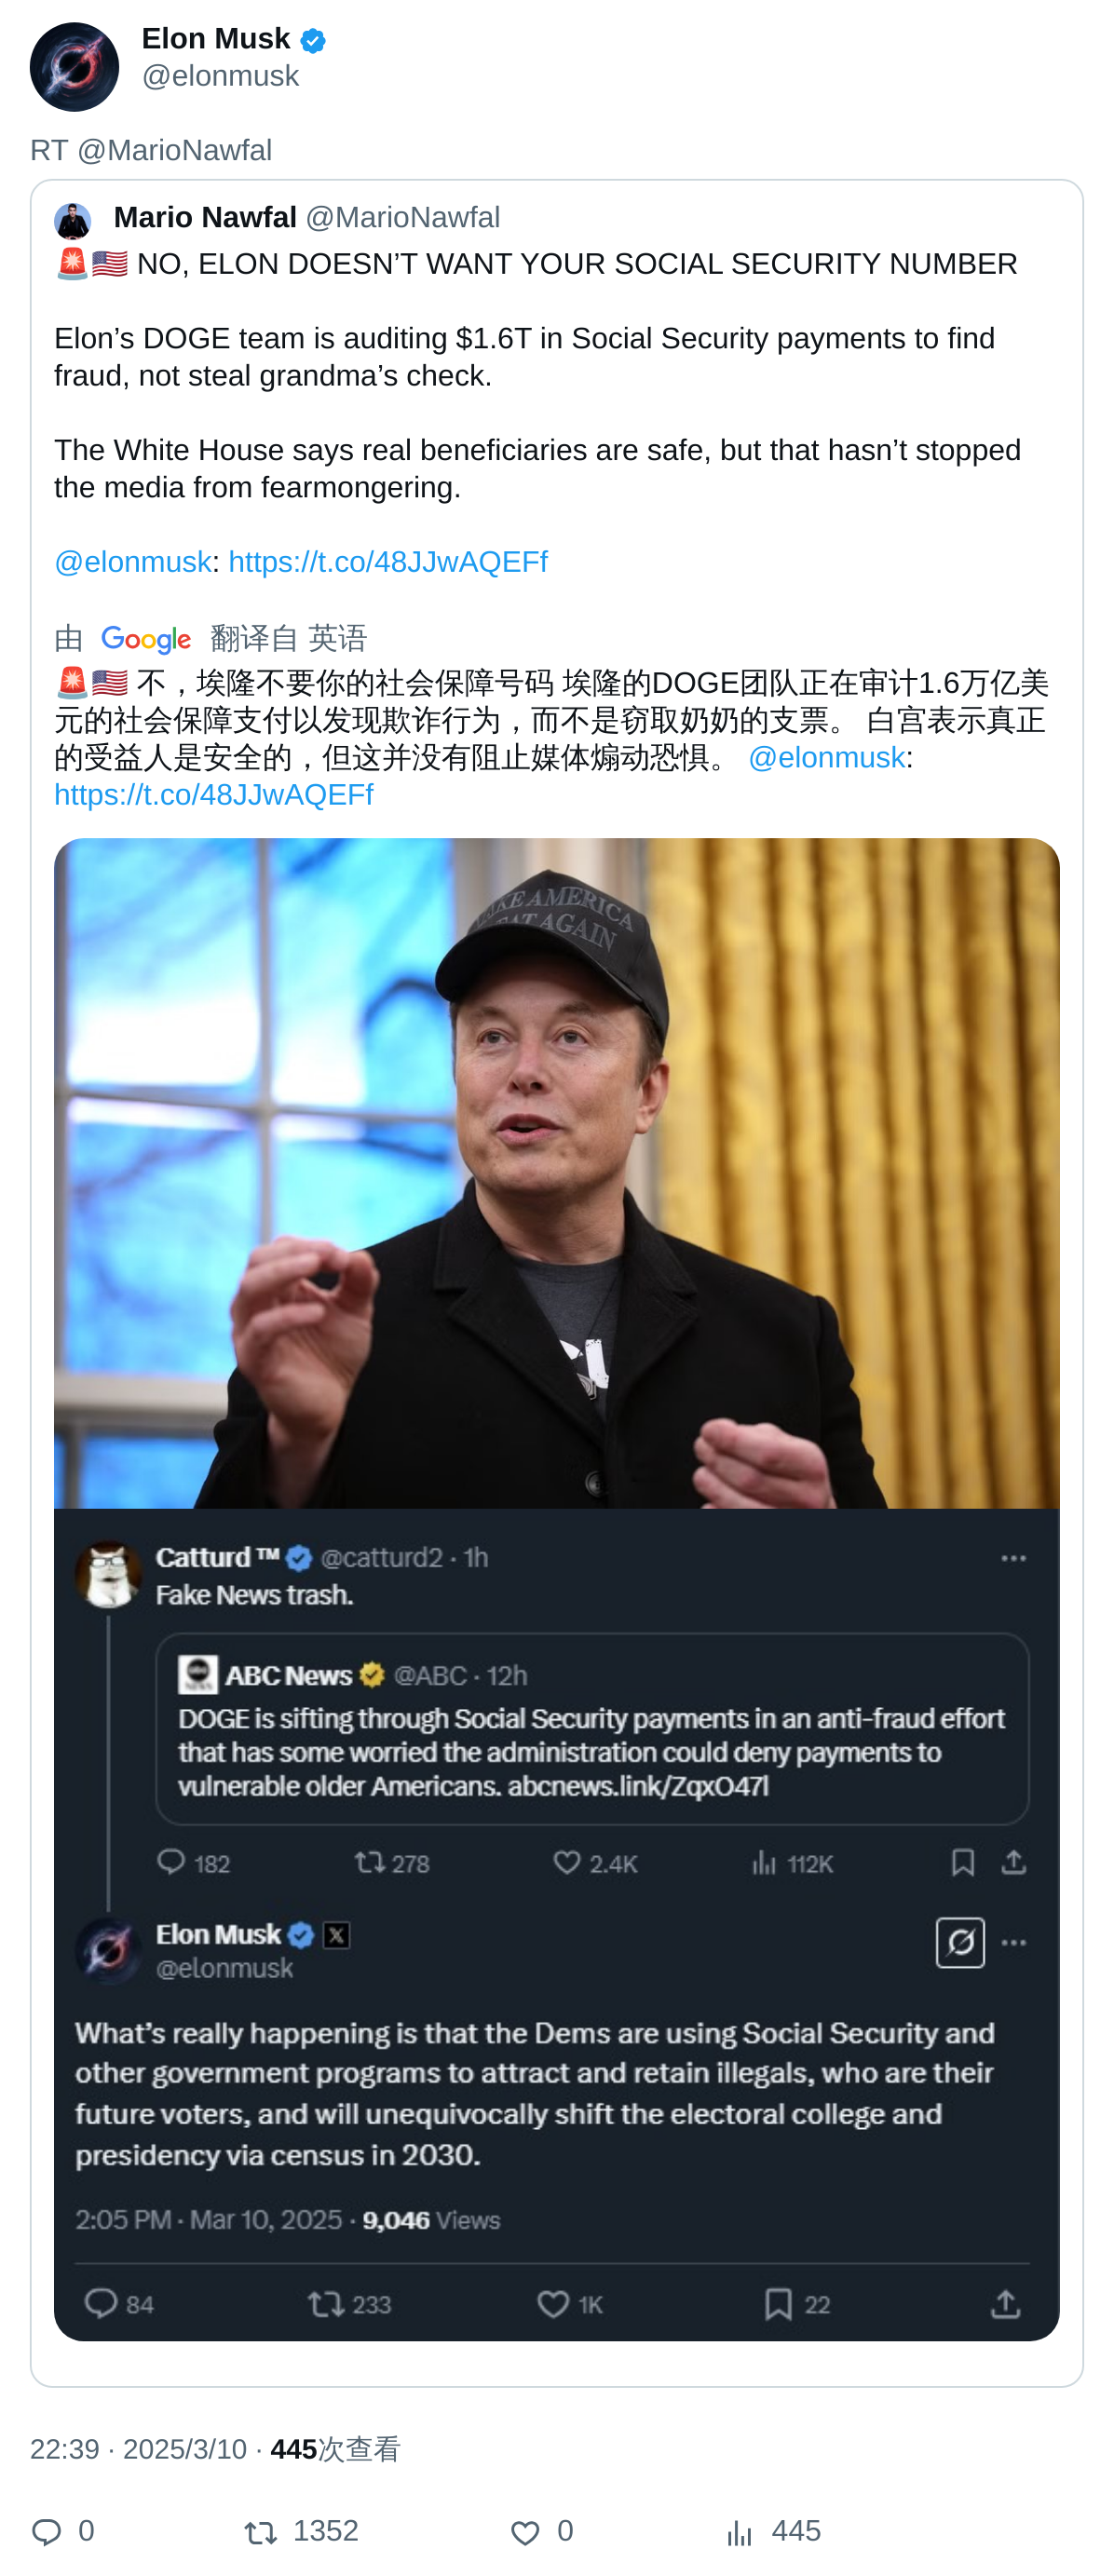 Elon Musk
@elonmusk
RT @MarioNawfal
Mario Nawfal @MarioNawfal
🚨🇺🇸 NO, ELON DOESN’T WANT YOUR SOCIAL SECURITY NUMBER
Elon’s DOGE team is auditing $1.6T in Social Security payments to find
fraud, not steal grandma’s check.
The White House says real beneficiaries are safe, but that hasn’t stopped
the media from fearmongering.
@elonmusk: https://t.co/48JJwAQEFf
由 Google 翻译自 英语
🚨🇺🇸 不，埃隆不要你的社会保障号码 埃隆的DOGE团队正在审计1.6万亿美
元的社会保障支付以发现欺诈行为，而不是窃取奶奶的支票。 白宫表示真正
的受益人是安全的，但这并没有阻止媒体煽动恐惧。 @elonmusk:
https://t.co/48JJwAQEFf
AKE AMERICA
EAT AGAIN
Catturd ™ @catturd2 · 1h
Fake News trash.
ABC News @ABC · 12h
DOGE is sifting through Social Security payments in an anti-fraud effort
that has some worried the administration could deny payments to
vulnerable older Americans. abcnews.link/ZqxO47l
182 278 2.4K 112K
Elon Musk
@elonmusk
What’s really happening is that the Dems are using Social Security and
other government programs to attract and retain illegals, who are their
future voters, and will unequivocally shift the electoral college and
presidency via census in 2030.
2:05 PM · Mar 10, 2025 · 9,046 Views
84 233 1K 22
22:39 · 2025/3/10 · 445次查看
0 1352 0 445